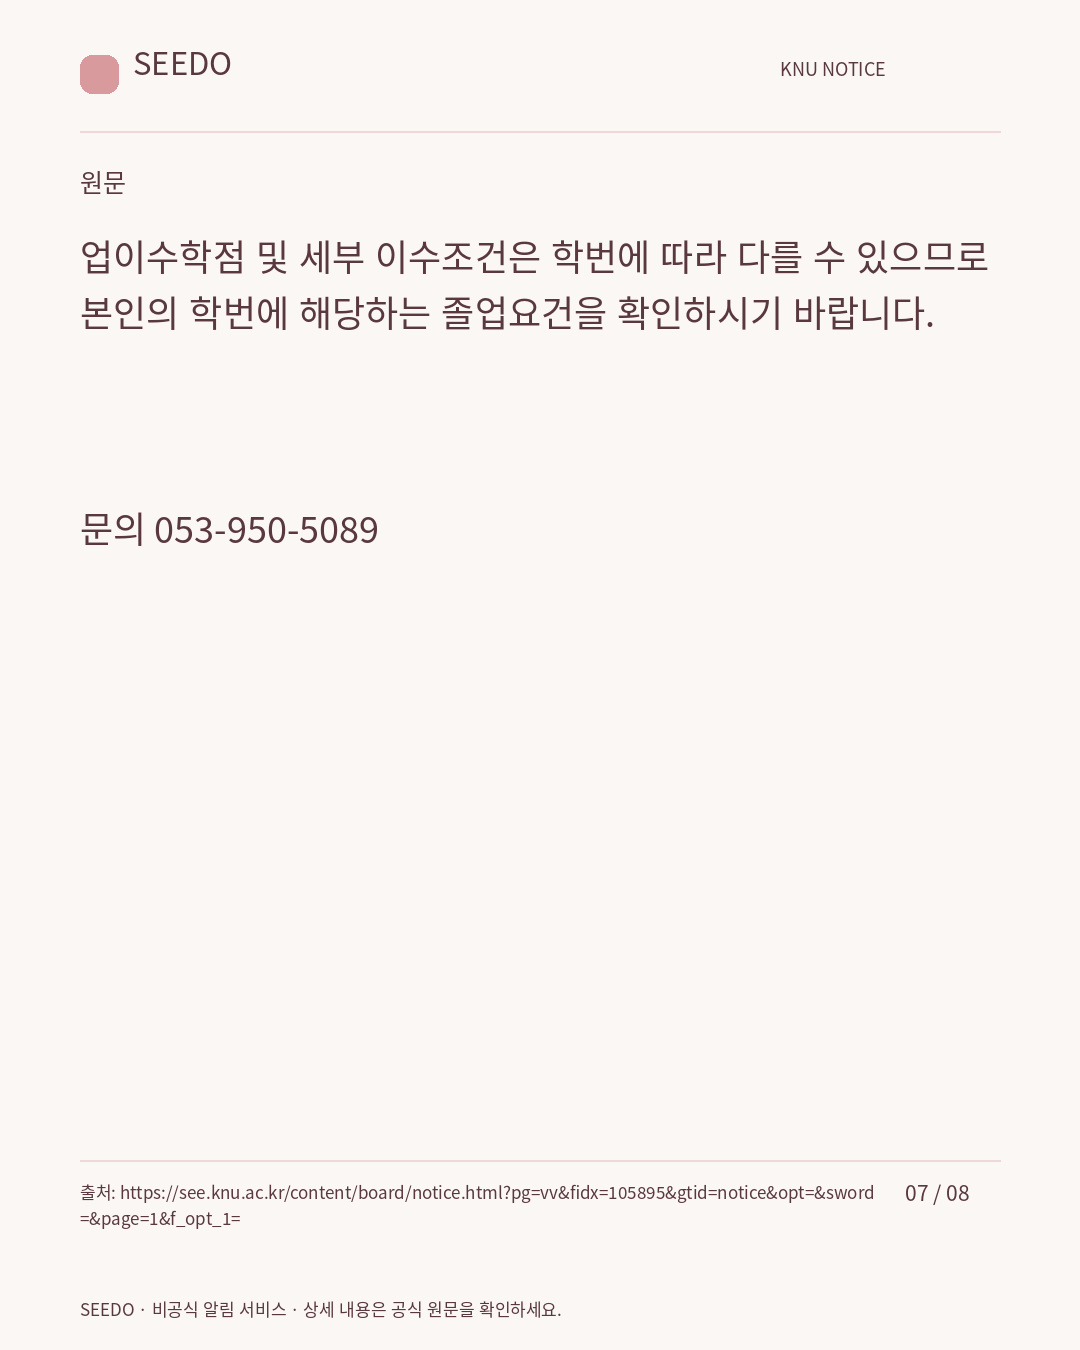 SEEDO
KNU NOTICE
원문
업이수학점 및 세부 이수조건은 학번에 따라 다를 수 있으므로
본인의 학번에 해당하는 졸업요건을 확인하시기 바랍니다.
문의 053-950-5089
출처: https://see.knu.ac.kr/content/board/notice.html?pg=vv&fidx=105895&gtid=notice&opt=&sword
=&page=1&f_opt_1=
07 / 08
SEEDO · 비공식 알림 서비스 · 상세 내용은 공식 원문을 확인하세요.